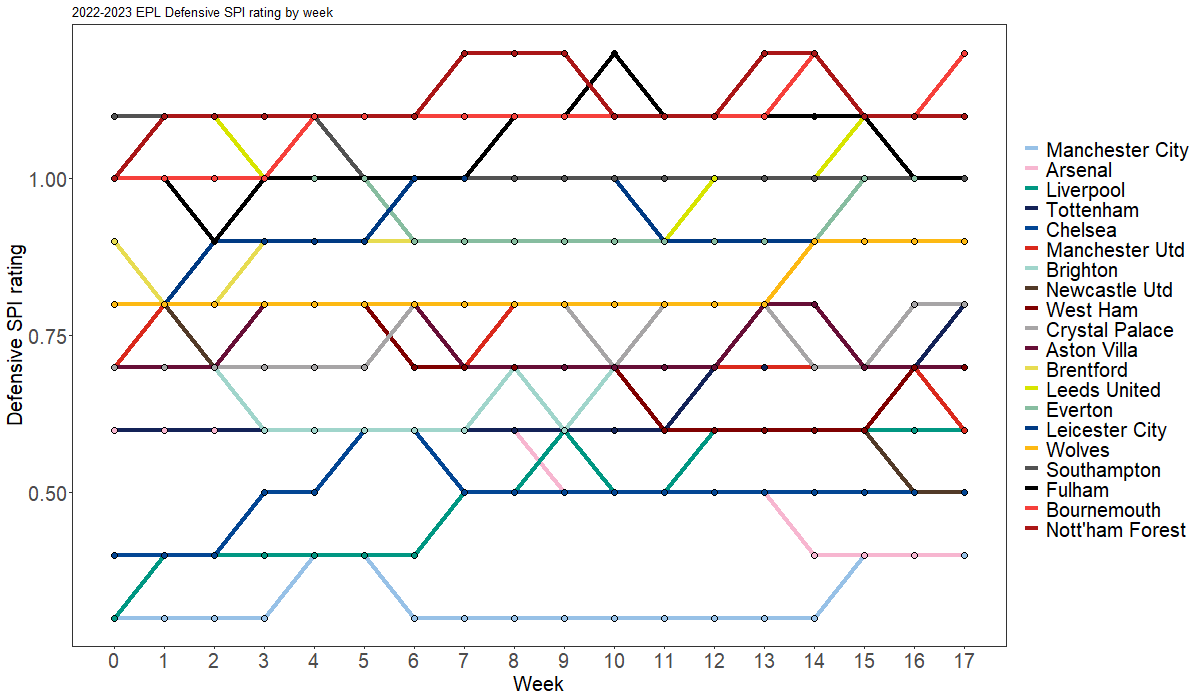 2022-2023 EPL Defensive SPI rating by week
Defensive SPI rating
1.00
0.75
0.50
0 1 2 3 4 5 6 7 8 9 10 11 12 13 14 15 16 17
Week
Manchester City
Arsenal
Liverpool
Tottenham
Chelsea
Manchester Utd
Brighton
Newcastle Utd
West Ham
Crystal Palace
Aston Villa
Brentford
Leeds United
Everton
Leicester City
Wolves
Southampton
Fulham
Bournemouth
Nott'ham Forest